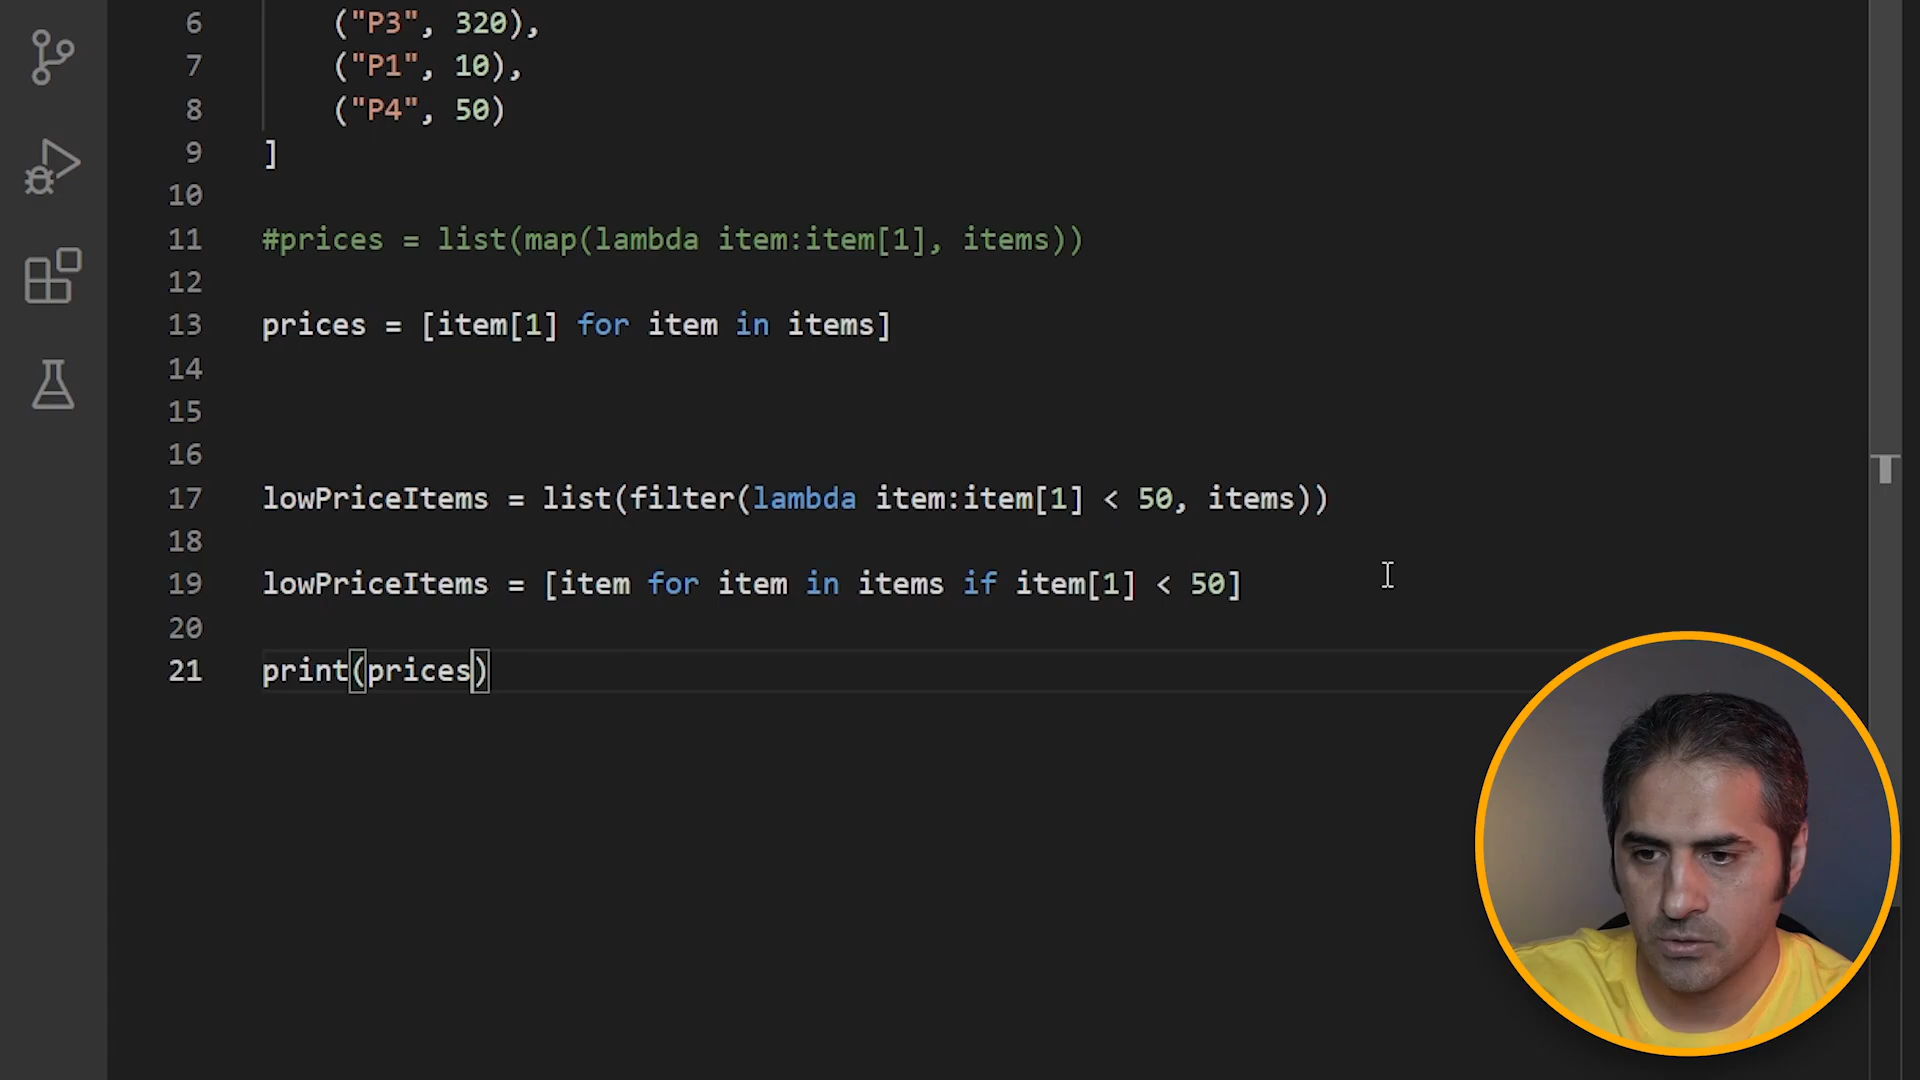 6 ("P3", 320),
7 ("P1", 10),
8 ("P4", 50)
9 ]
10
11 #prices = list(map(lambda item:item[1], items))
12
13 prices = [item[1] for item in items]
14
15
16
17 lowPriceItems = list(filter(lambda item:item[1] < 50, items))
18
19 lowPriceItems = [item for item in items if item[1] < 50]
20
21 print(prices)